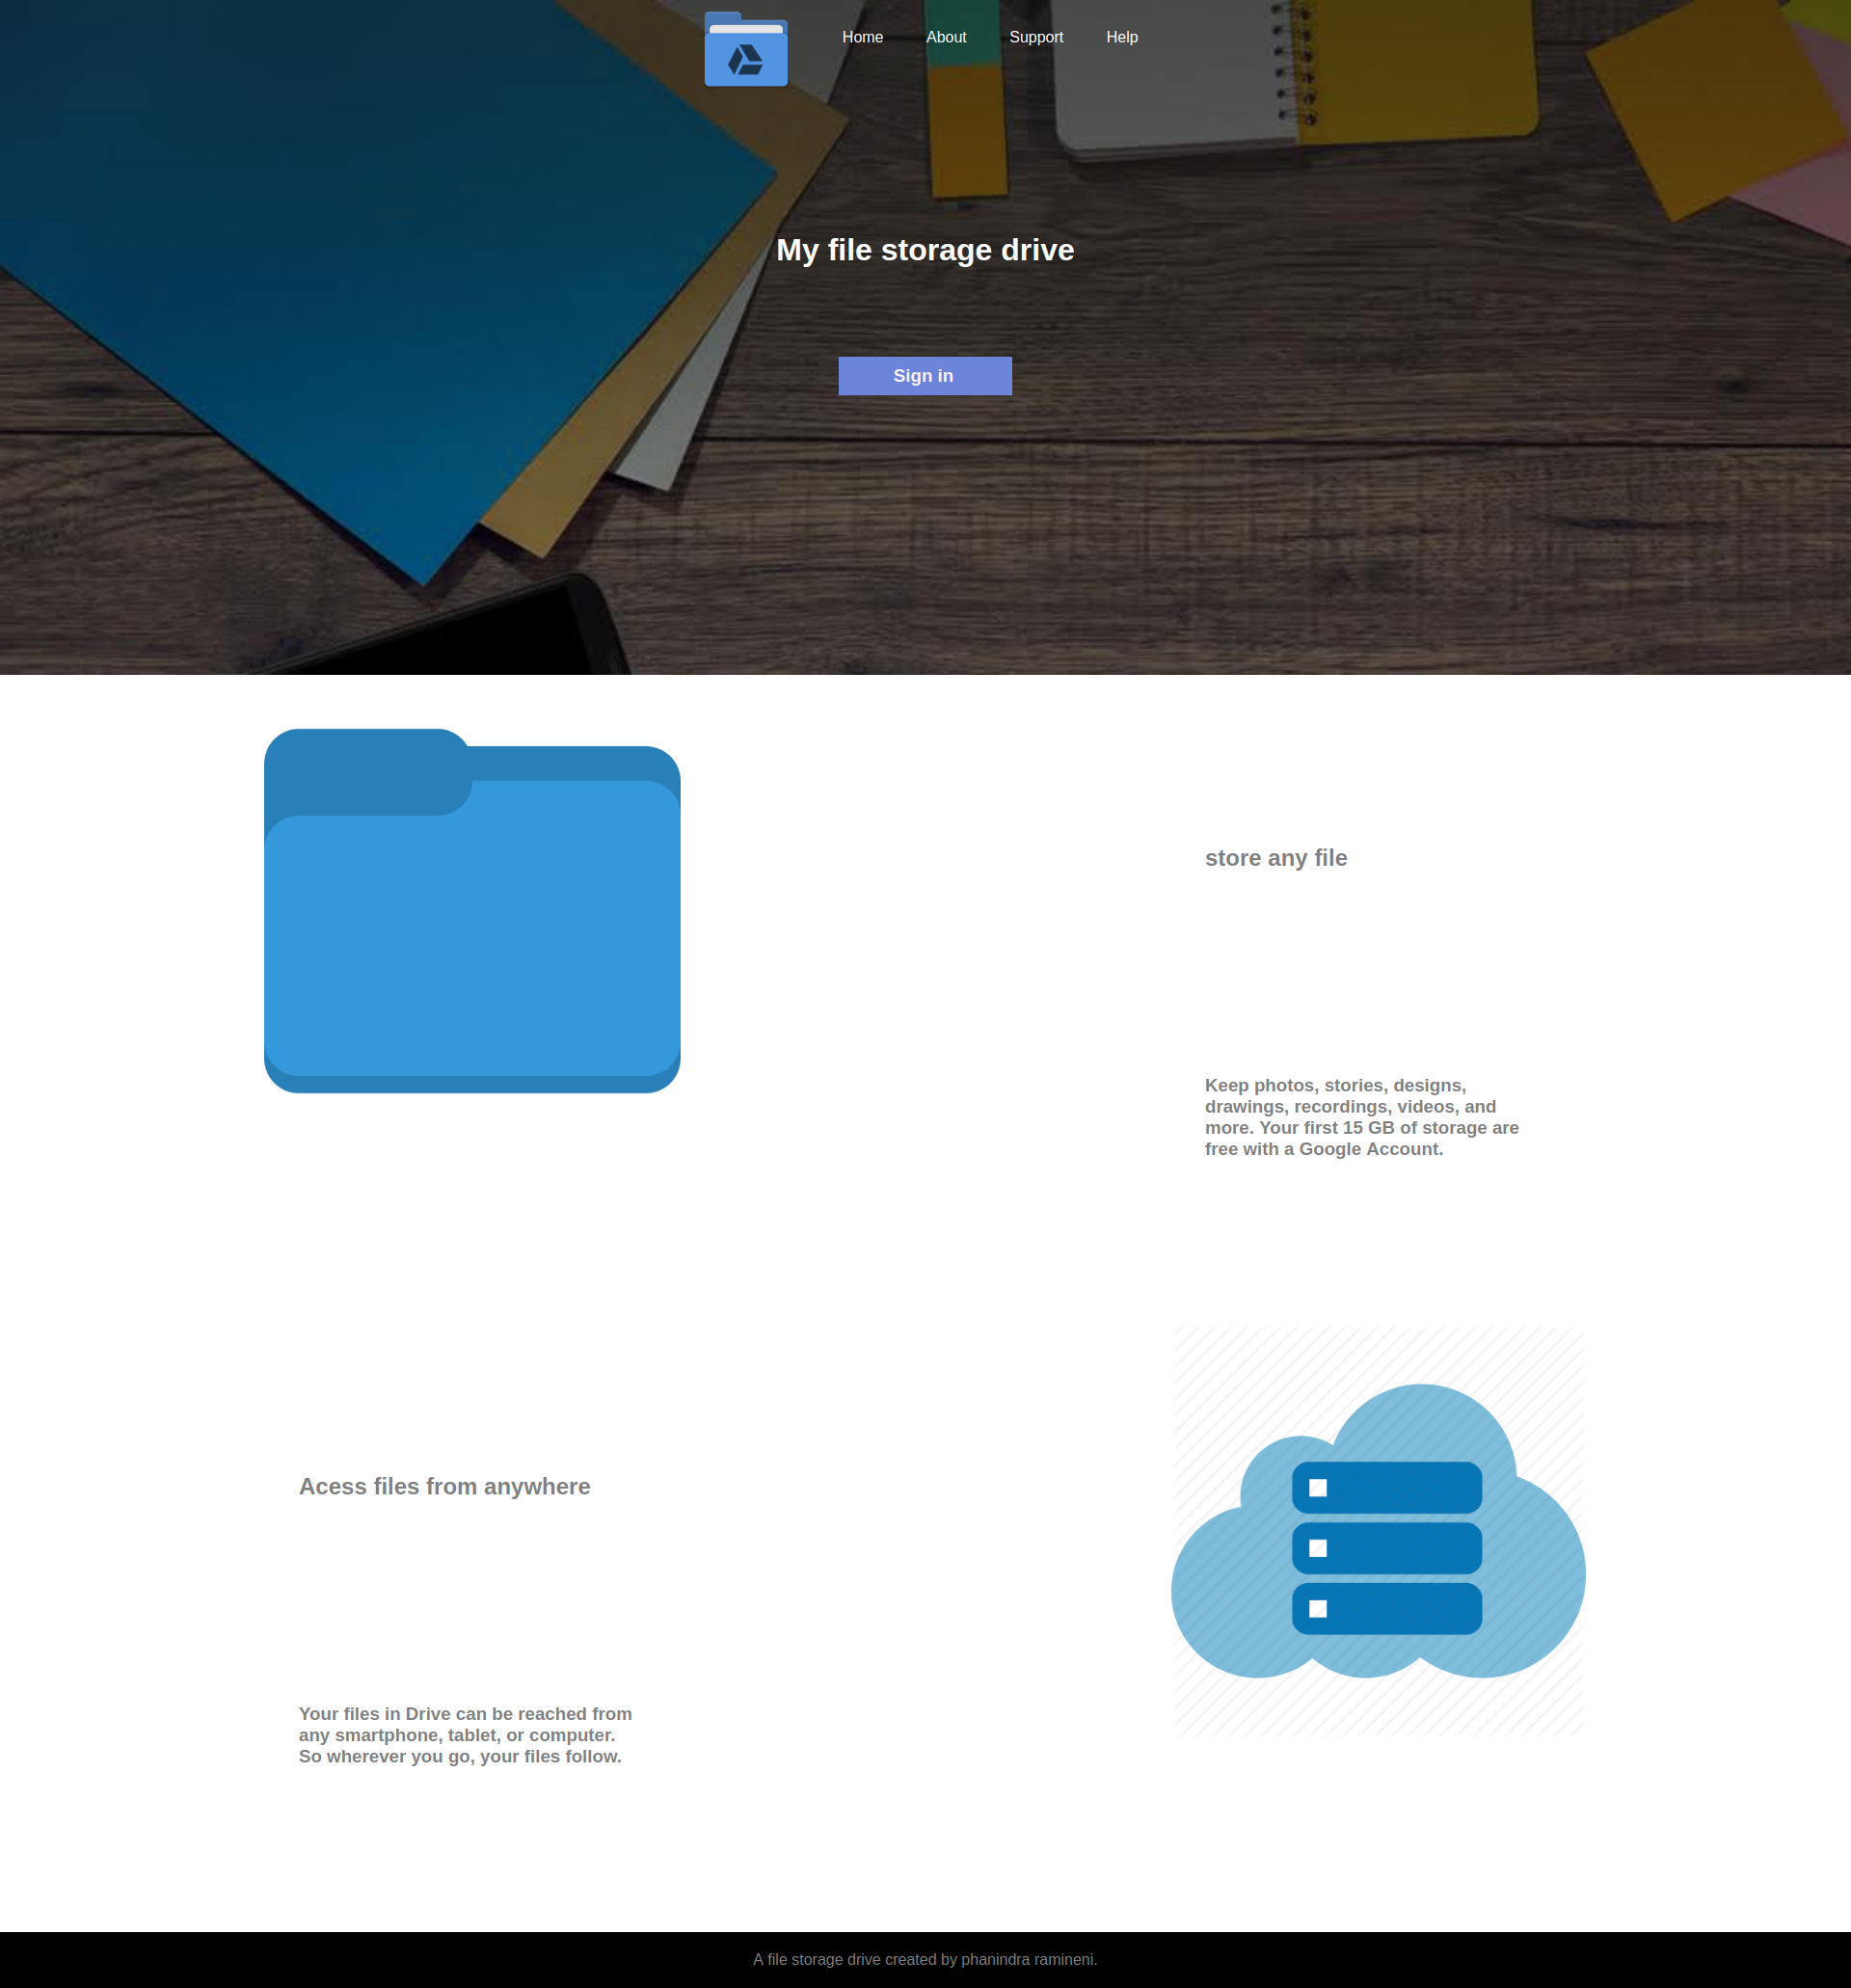 Home About Support Help
My file storage drive
Sign in
store any file
Keep photos, stories, designs,
drawings, recordings, videos, and
more. Your first 15 GB of storage are
free with a Google Account.
Acess files from anywhere
Your files in Drive can be reached from
any smartphone, tablet, or computer.
So wherever you go, your files follow.
A file storage drive created by phanindra ramineni.